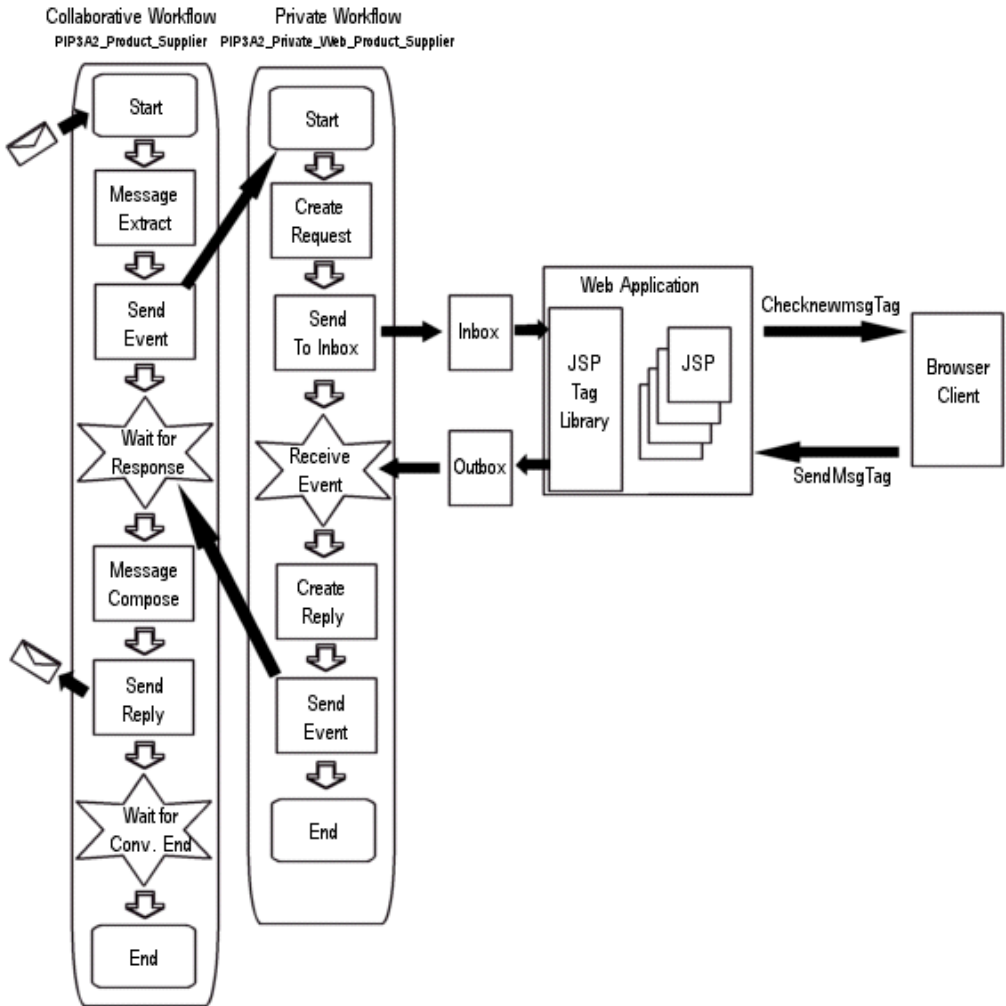 Collaborative Workflow
PIP3A2_Product_Supplier
Private Workflow
PIP3A2_Private_Web_Product_Supplier
Start
Message
Extract
Send
Event
Wait for
Response
Message
Compose
Send
Reply
Wait for
Conv. End
End
Start
Create
Request
Send
To Inbox
Receive
Event
Create
Reply
Send
Event
End
Inbox
Outbox
Web Application
JSP
Tag
Library
JSP
ChecknewmsgTag
SendMsgTag
Browser
Client